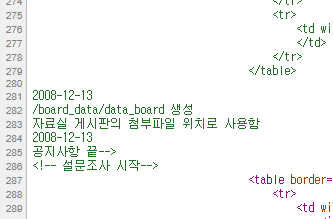 274 </tr>
275 <tr>
276 <td wi
277 </td>
278 </tr>
279 </table>
280
281 2008-12-13
282 /board_data/data_board 생성
283 자료실 게시판의 첨부파일 위치로 사용함
284 2008-12-13
285 공지사항 끝-->
286 <!-- 설문조사 시작-->
287 <table border=
288 <tr>
289 <td wi